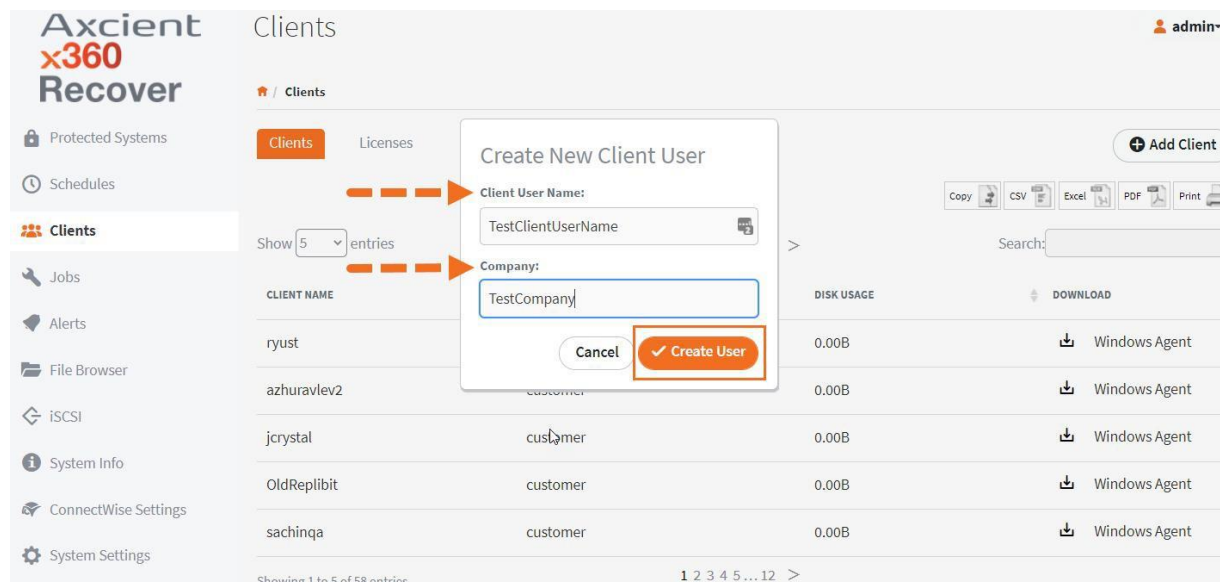 Axcient
x360
Recover
Protected Systems
Schedules
Clients
Jobs
Alerts
File Browser
iSCSI
System Info
ConnectWise Settings
System Settings
Clients
admin
/ Clients
Clients Licenses
Add Client
Copy CSV Excel PDF Print
Show 5 entries
>
Search:
Create New Client User
Client User Name:
TestClientUserName
Company:
TestCompany
Cancel Create User
CLIENT NAME DISK USAGE DOWNLOAD
ryust 0.00B Windows Agent
azhuravlev2 customer 0.00B Windows Agent
jcrystal customer 0.00B Windows Agent
OldReplibit customer 0.00B Windows Agent
sachinqa customer 0.00B Windows Agent
Showing 1 to 5 of 58 entries
1 2 3 4 5 ... 12 >